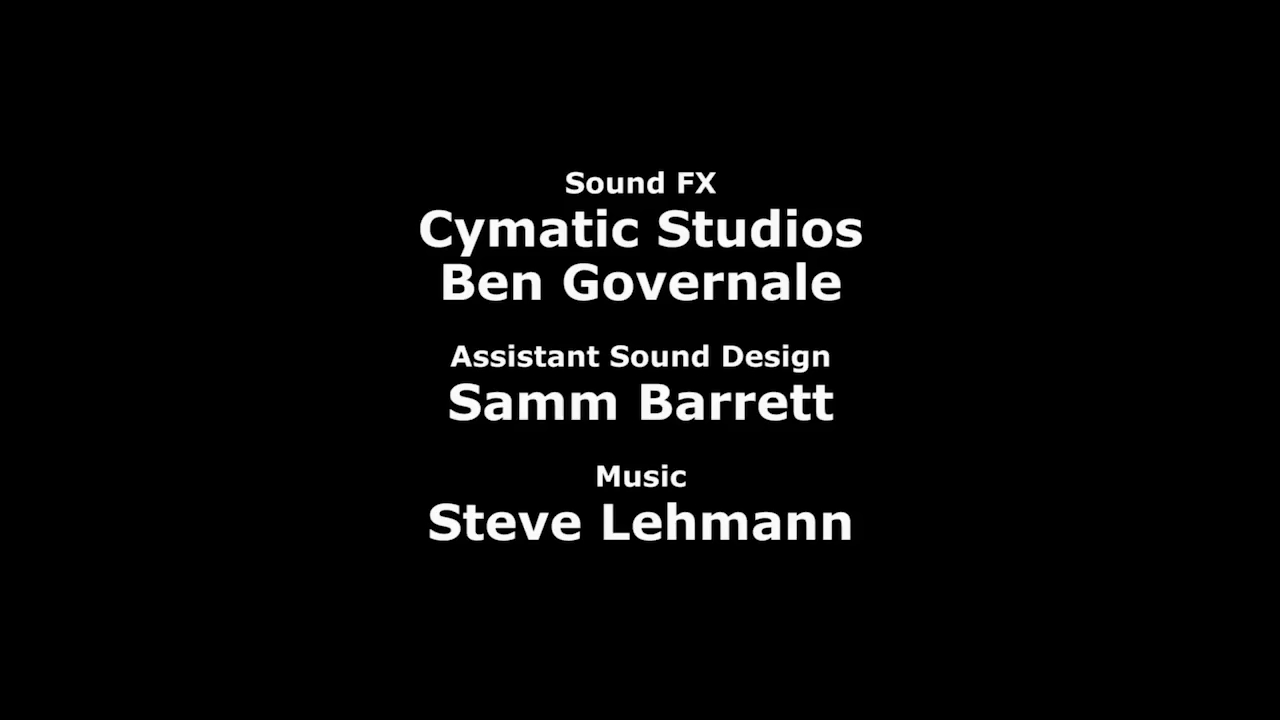 Sound FX
Cymatic Studios
Ben Governale
Assistant Sound Design
Samm Barrett
Music
Steve Lehmann